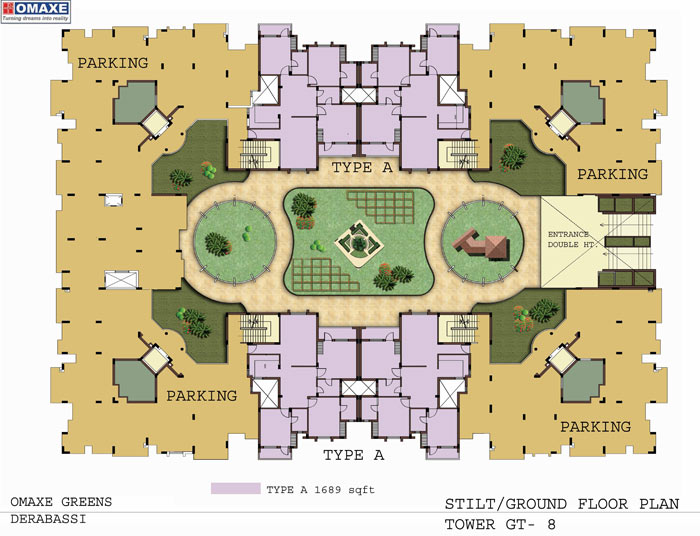 OMAXE
Turning dreams into reality
PARKING
TYPE A
PARKING
ENTRANCE
DOUBLE HT.
PARKING
PARKING
TYPE A
TYPE A 1689 sqft
OMAXE GREENS
DERABASSI
STILT/GROUND FLOOR PLAN
TOWER GT- 8